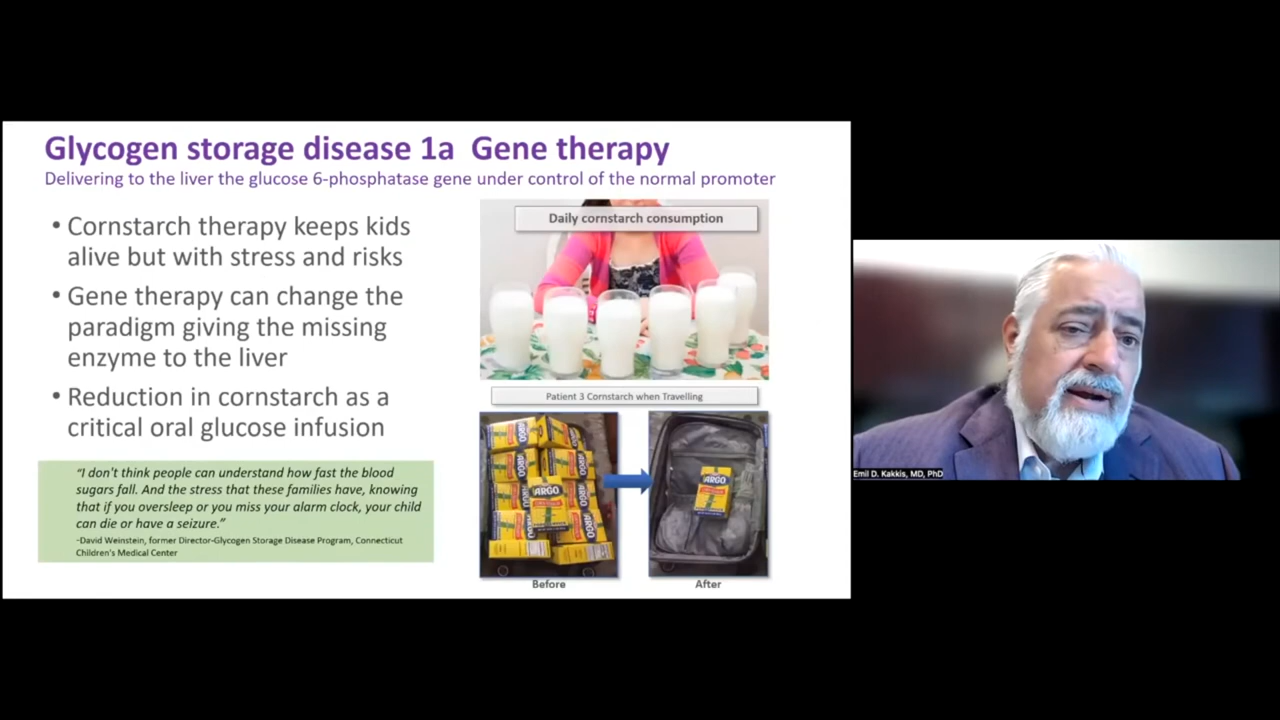 Glycogen storage disease 1a  Gene therapy
Delivering to the liver the glucose 6-phosphatase gene under control of the normal promoter
• Cornstarch therapy keeps kids
alive but with stress and risks
• Gene therapy can change the
paradigm giving the missing
enzyme to the liver
• Reduction in cornstarch as a
critical oral glucose infusion
“I don't think people can understand how fast the blood
sugars fall. And the stress that these families have, knowing
that if you oversleep or you miss your alarm clock, your child
can die or have a seizure.”
-David Weinstein, former Director-Glycogen Storage Disease Program, Connecticut
Children's Medical Center
Daily cornstarch consumption
Patient 3 Cornstarch when Travelling
ARGO
ARGO
Before
After
Emil D. Kakkis, MD, PhD